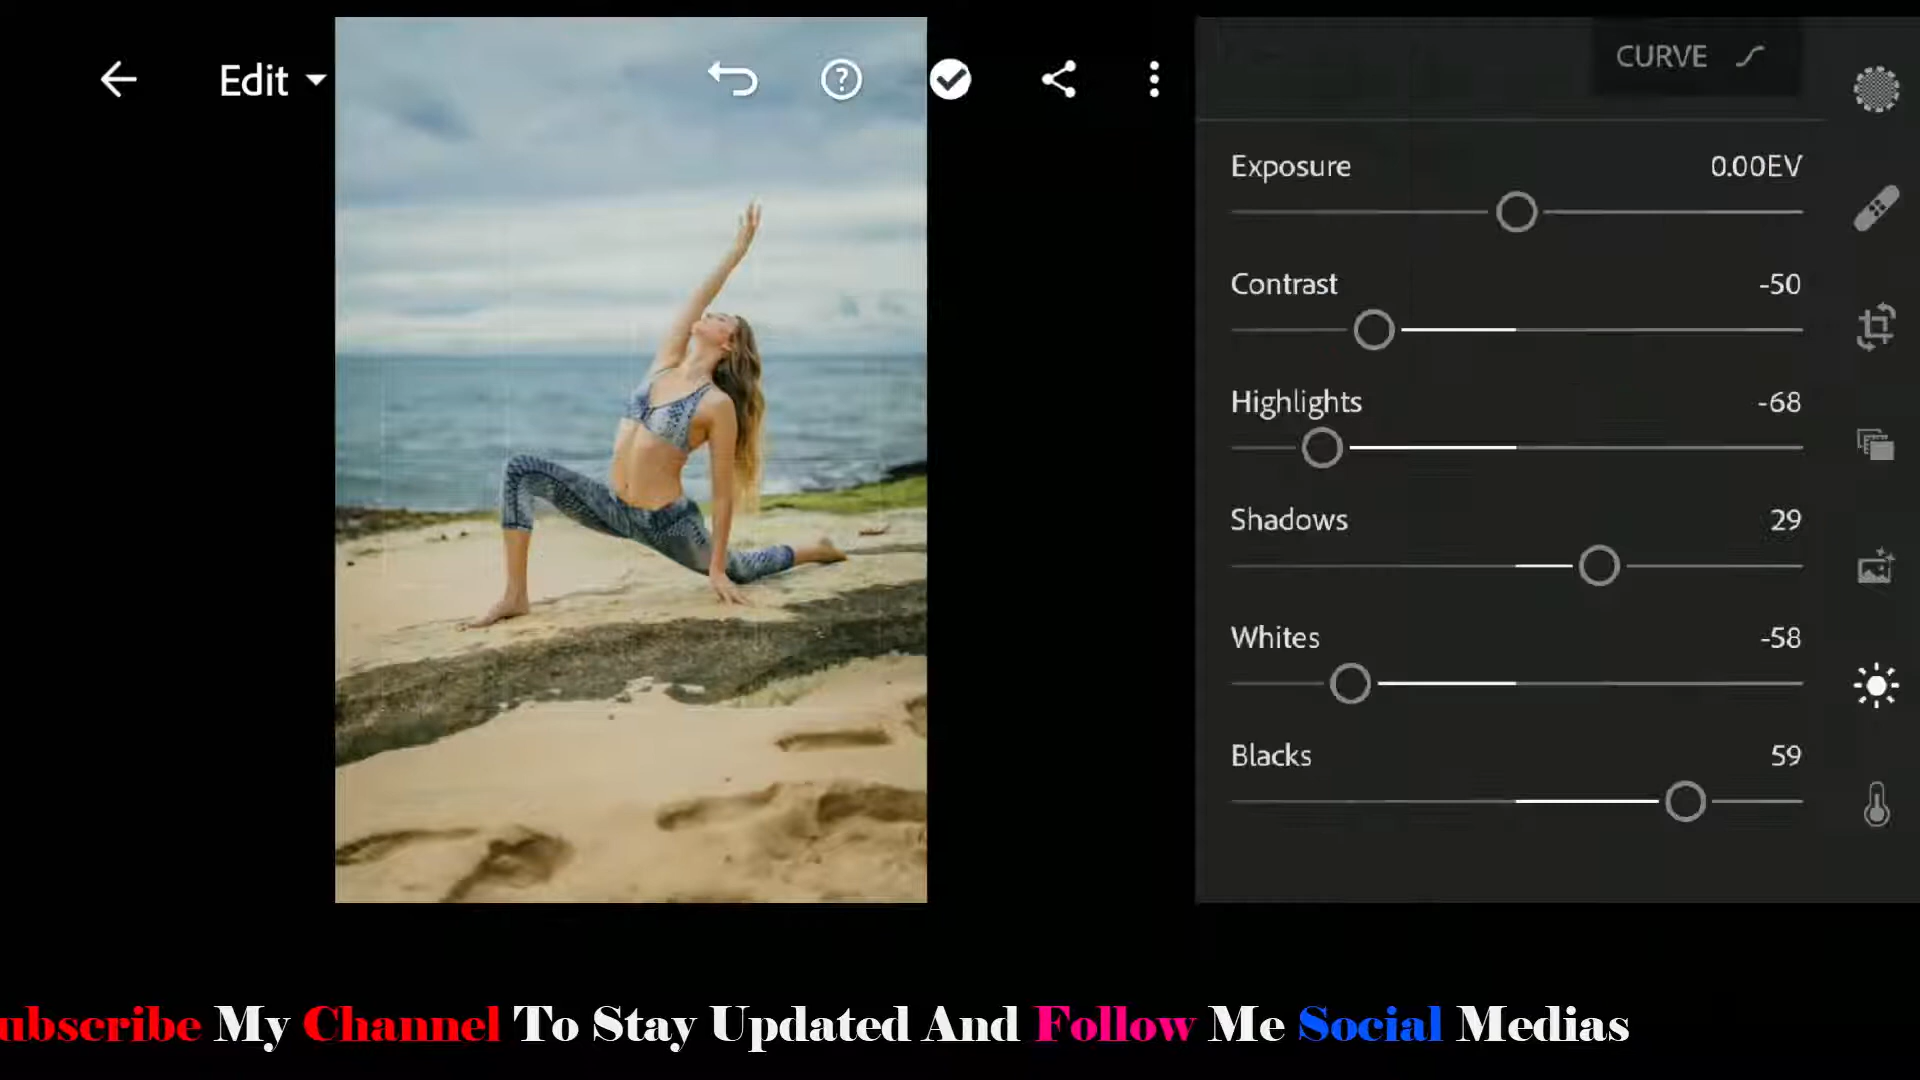 Edit
CURVE
Exposure 0.00EV
Contrast -50
Highlights -68
Shadows 29
Whites -58
Blacks 59
ubscribe My Channel To Stay Updated And Follow Me Social Medias